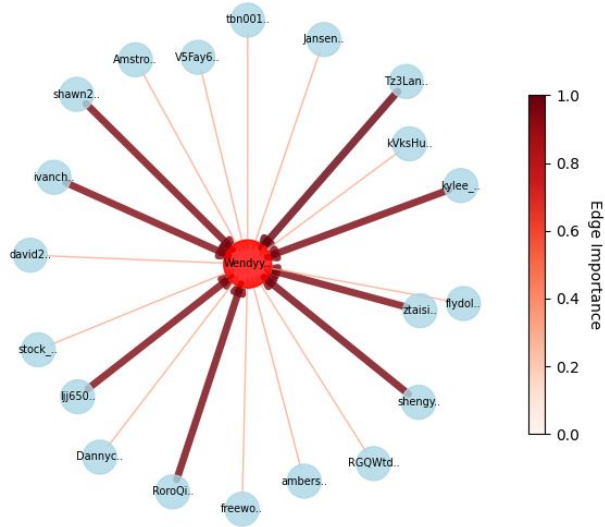 tbn001..
Jansen..
V5Fay6..
Amstro..
Tz3Lan..
shawn2..
1.0
kVksHu..
0.8
ivanch..
kylee_..
0.6
david2..
Wendyy..
Edge Importance
0.4
flydol..
ztaisi..
stock_..
0.2
ljj650..
shengy..
0.0
Dannyc..
RGQWtd..
ambers..
RoroQi..
freewo..